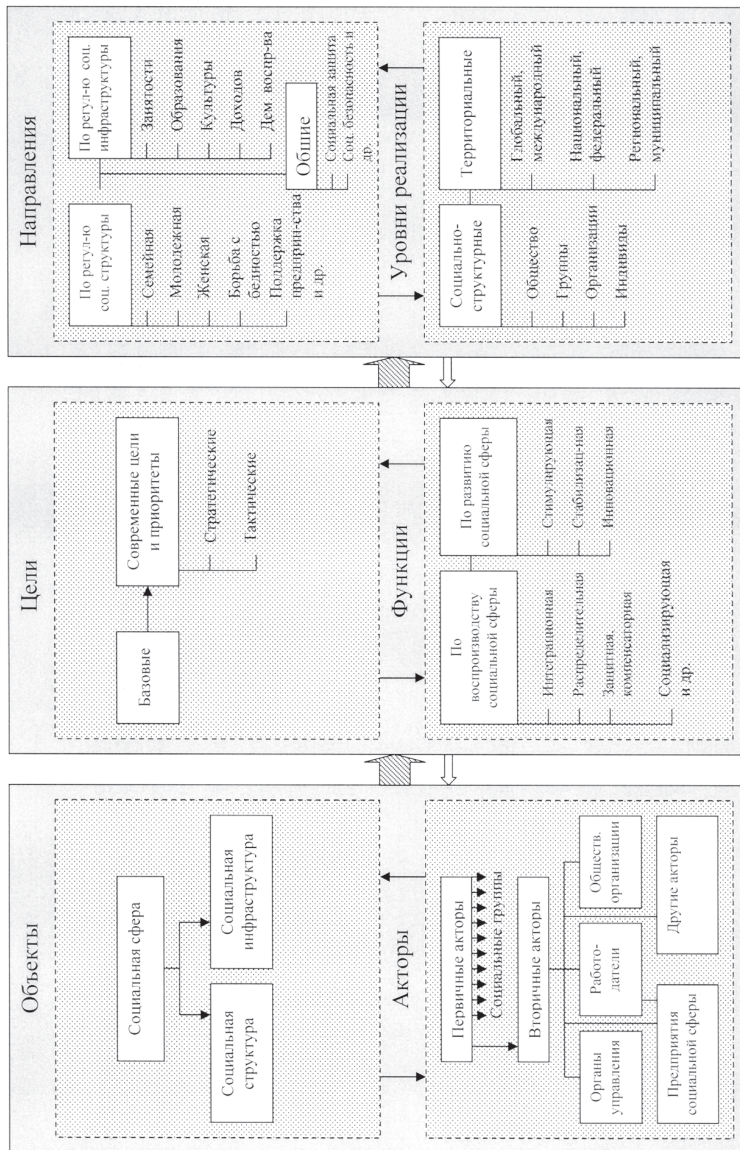 Объекты
Социальная сфера
Социальная
структура
Социальная
инфраструктура
Акторы
Первичные акторы
Социальные группы
Вторичные акторы
Органы
управления
Работо-
датели
Обществ.
организации
Предприятия
социальной сферы
Другие акторы
Цели
Базовые
Современные цели
и приоритеты
Стратегические
Тактические
Функции
По
воспроизводству
социальной сферы
Интеграционная
Распределительная
Защитная,
компенсаторная
Социализирующая
и др.
По развитию
социальной сферы
Стимулирующая
Стабилизац-ная
Инновационная
Направления
По регул-ю
соц. структуры
Семейная
Молодежная
Женская
Борьба с
бедностью
Поддержка
предприн-ства
и др.
По регул-ю соц.
инфраструктуры
Занятости
Образования
Культуры
Доходов
Дем. воспр-ва
Общие
Социальная защита
Соц. безопасность и
др.
Уровни реализации
Социально-
структурные
Общество
Группы
Организации
Индивиды
Территориальные
Глобальный,
международный
Национальный,
федеральный
Региональный,
муниципальный